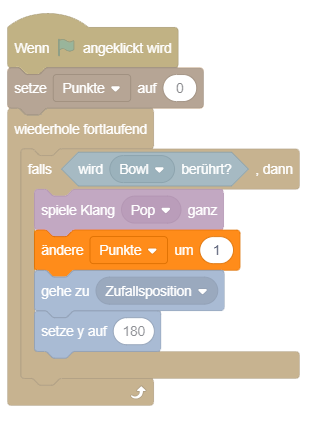 Wenn angeklickt wird
setze Punkte auf 0
wiederhole fortlaufend
falls wird Bowl berührt? , dann
spiele Klang Pop ganz
ändere Punkte um 1
gehe zu Zufallsposition
setze y auf 180